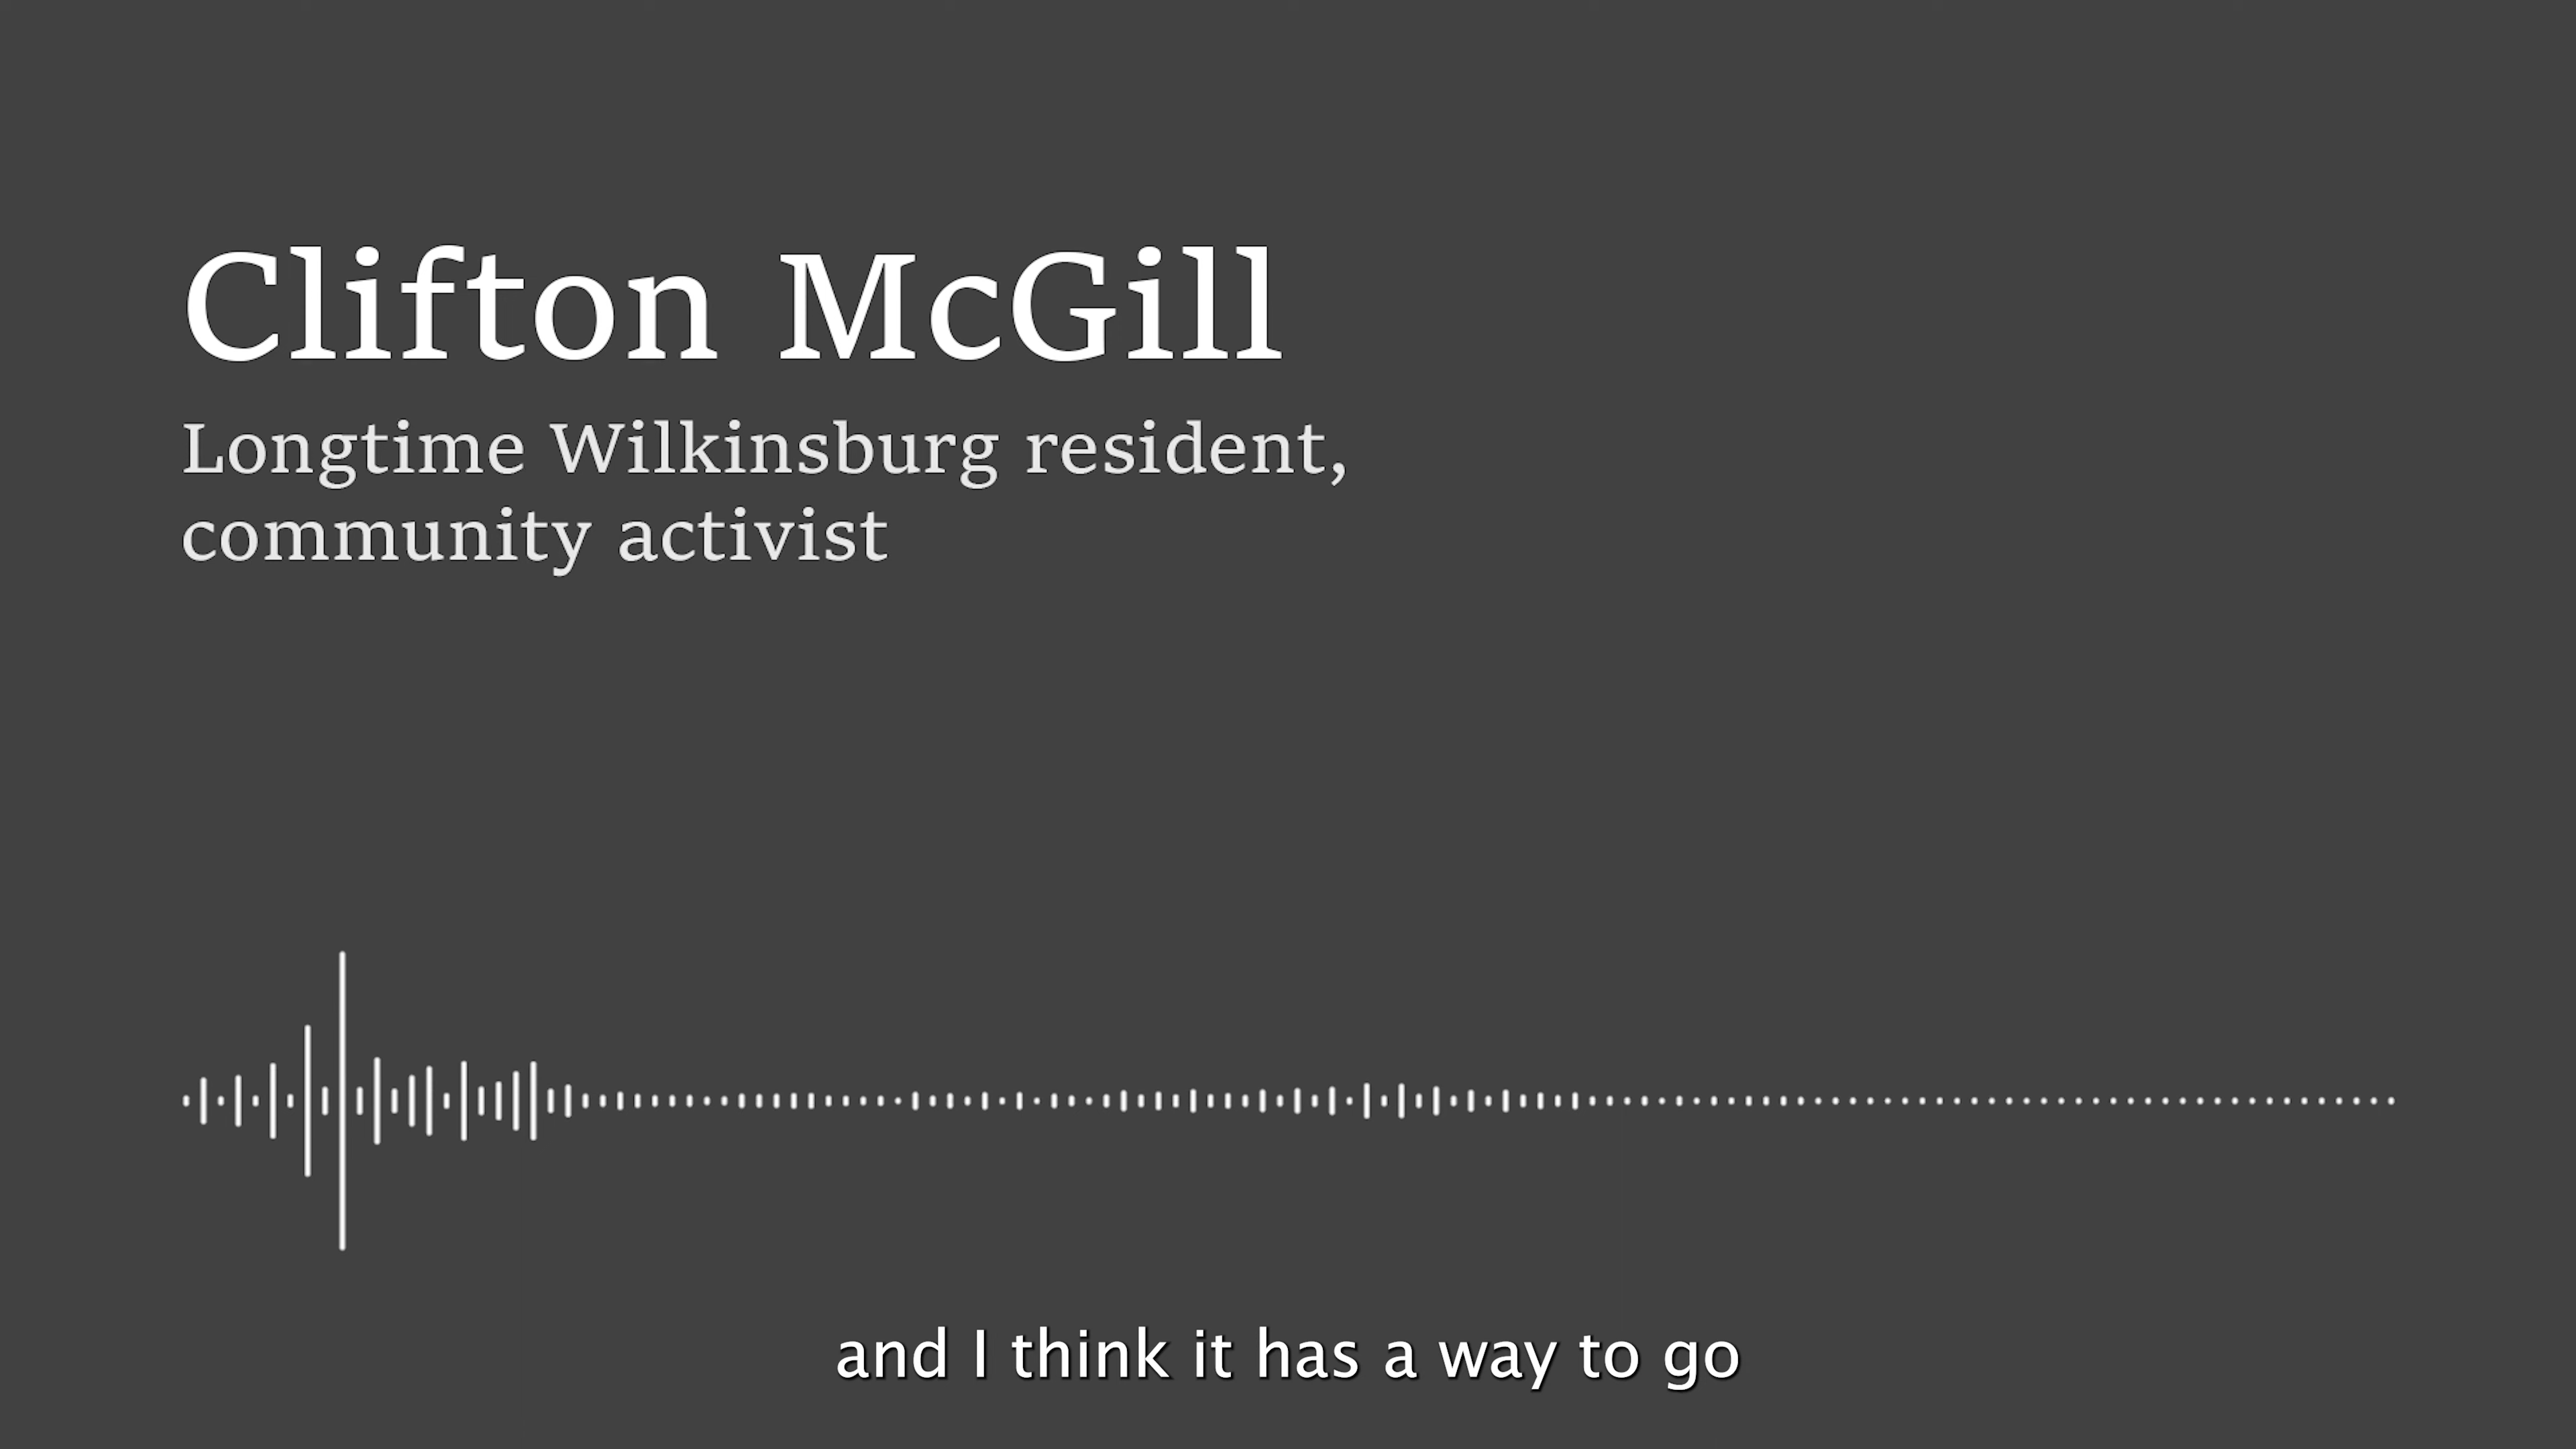 Clifton McGill
Longtime Wilkinsburg resident,
community activist
and I think it has a way to go